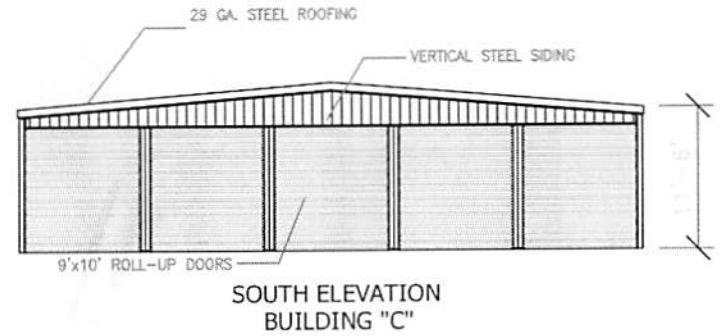 29 GA. STEEL ROOFING
VERTICAL STEEL SIDING
11'-6"
9'x10' ROLL-UP DOORS
SOUTH ELEVATION
BUILDING "C"